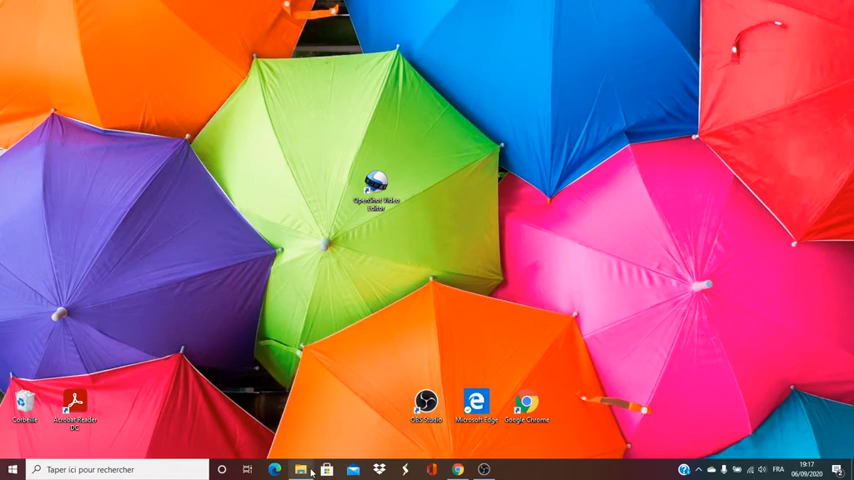 OpenShot Video
Editor
Corbeille
Acrobat Reader
DC
OBS Studio
Microsoft Edge
Google Chrome
Taper ici pour rechercher
FRA
19:17
06/09/2020
2